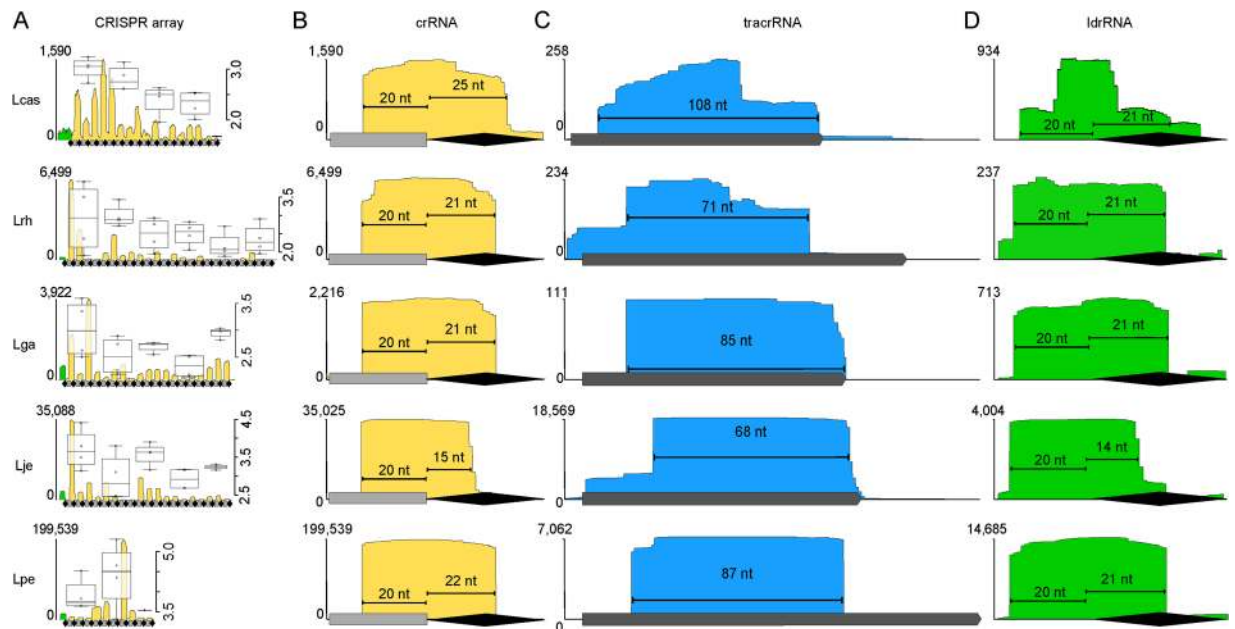 A CRISPR array B crRNA C tracrRNA D ldrRNA
Lcas
1,590
0
3.0
2.0
1,590
0
20 nt
25 nt
258
0
108 nt
934
0
20 nt
21 nt
Lrh
6,499
0
3.5
2.0
6,499
0
20 nt
21 nt
234
0
71 nt
237
0
20 nt
21 nt
Lga
3,922
0
3.5
2.5
2,216
0
20 nt
21 nt
111
0
85 nt
713
0
20 nt
21 nt
Lje
35,088
0
4.5
3.5
2.5
35,025
0
20 nt
15 nt
18,569
0
68 nt
4,004
0
20 nt
14 nt
Lpe
199,539
0
5.0
3.5
199,539
0
20 nt
22 nt
7,062
0
87 nt
14,685
0
20 nt
21 nt